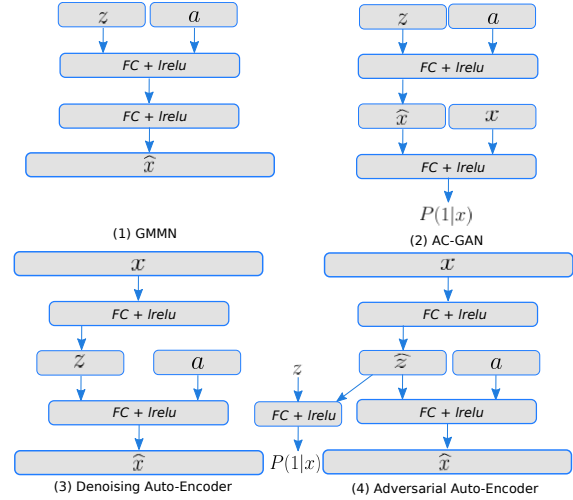 z a
FC + lrelu
FC + lrelu
x̂
(1) GMMN
z a
FC + lrelu
x̂ x
FC + lrelu
P(1|x)
(2) AC-GAN
x
FC + lrelu
z a
FC + lrelu
x̂
(3) Denoising Auto-Encoder
x
FC + lrelu
ẑ a
z
FC + lrelu FC + lrelu
P(1|x) x̂
(4) Adversarial Auto-Encoder